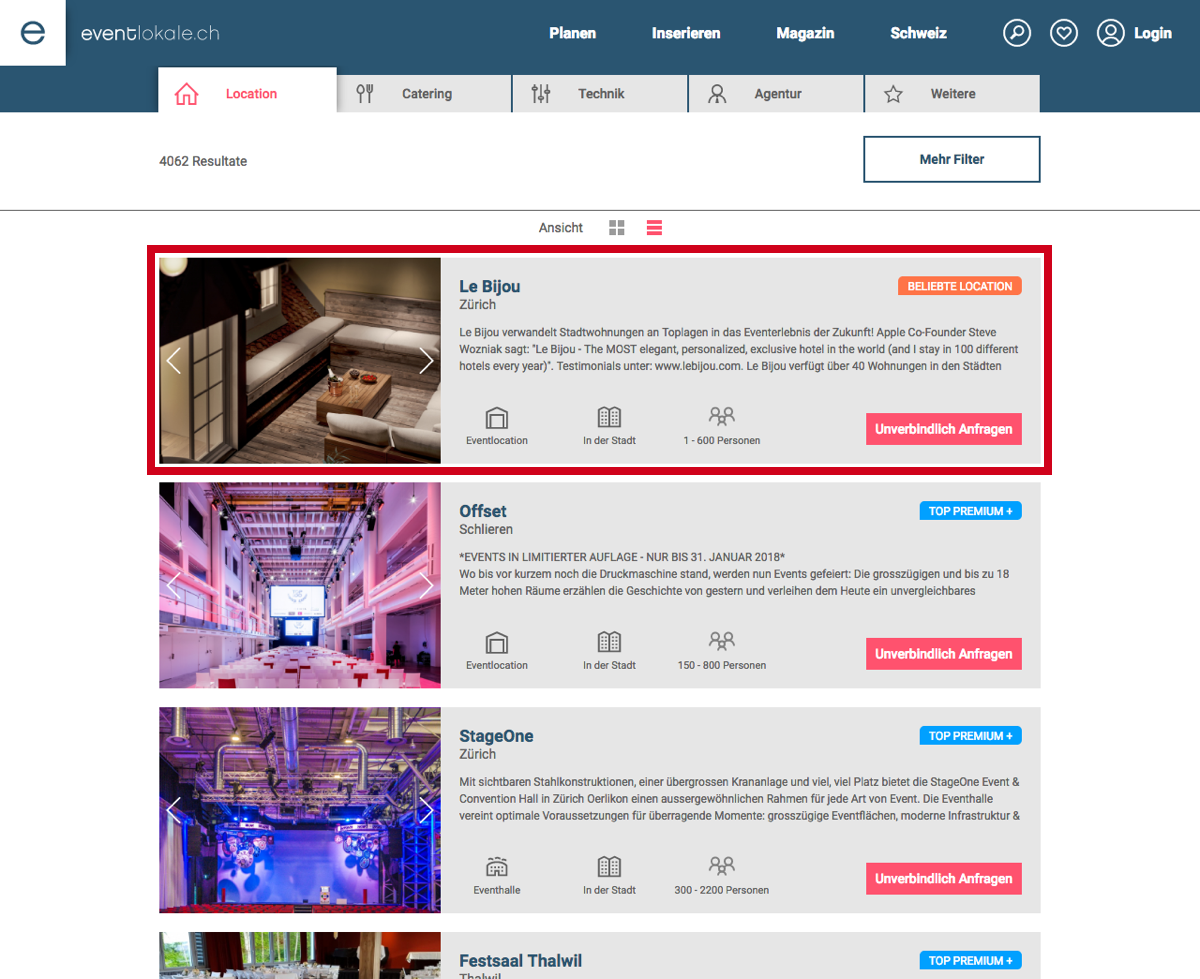 e eventlokale.ch
Planen
Inserieren
Magazin
Schweiz
Login
Location
Catering
Technik
Agentur
Weitere
4062 Resultate
Mehr Filter
Ansicht
Le Bijou
BELIEBTE LOCATION
Zürich
Le Bijou verwandelt Stadtwohnungen an Toplagen in das Eventerlebnis der Zukunft! Apple Co-Founder Steve
Wozniak sagt: "Le Bijou - The MOST elegant, personalized, exclusive hotel in the world (and I stay in 100 different
hotels every year)". Testimonials unter: www.lebijou.com. Le Bijou verfügt über 40 Wohnungen in den Städten
Eventlocation
In der Stadt
1 - 600 Personen
Unverbindlich Anfragen
Offset
TOP PREMIUM +
Schlieren
*EVENTS IN LIMITIERTER AUFLAGE - NUR BIS 31. JANUAR 2018*
Wo bis vor kurzem noch die Druckmaschine stand, werden nun Events gefeiert: Die grosszügigen und bis zu 18
Meter hohen Räume erzählen die Geschichte von gestern und verleihen dem Heute ein unvergleichbares
Eventlocation
In der Stadt
150 - 800 Personen
Unverbindlich Anfragen
StageOne
TOP PREMIUM +
Zürich
Mit sichtbaren Stahlkonstruktionen, einer übergrossen Krananlage und viel, viel Platz bietet die StageOne Event &
Convention Hall in Zürich Oerlikon einen aussergewöhnlichen Rahmen für jede Art von Event. Die Eventhalle
vereint optimale Voraussetzungen für überragende Momente: grosszügige Eventflächen, moderne Infrastruktur &
Eventhalle
In der Stadt
300 - 2200 Personen
Unverbindlich Anfragen
Festsaal Thalwil
TOP PREMIUM +
Thalwil